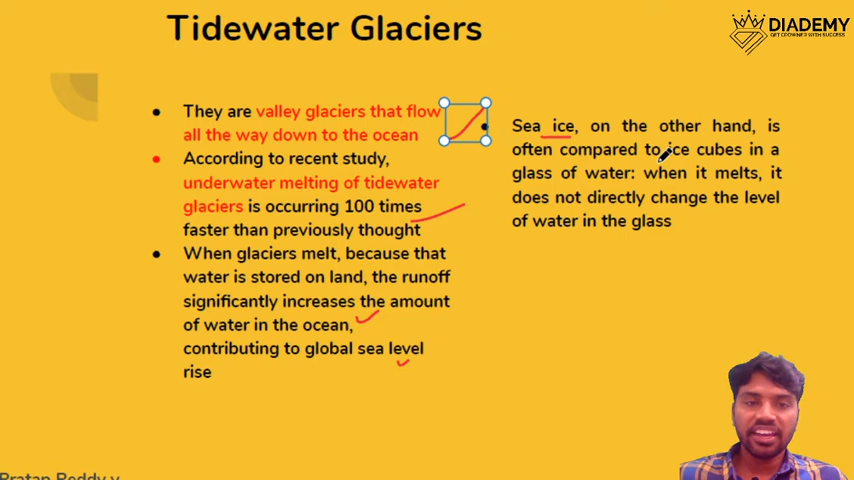 Tidewater Glaciers
DIADEMY
GET CROWNED WITH SUCCESS
They are valley glaciers that flow
all the way down to the ocean
According to recent study,
underwater melting of tidewater
glaciers is occurring 100 times
faster than previously thought
When glaciers melt, because that
water is stored on land, the runoff
significantly increases the amount
of water in the ocean,
contributing to global sea level
rise
Sea ice, on the other hand, is
often compared to ice cubes in a
glass of water: when it melts, it
does not directly change the level
of water in the glass
Pratap Reddy v